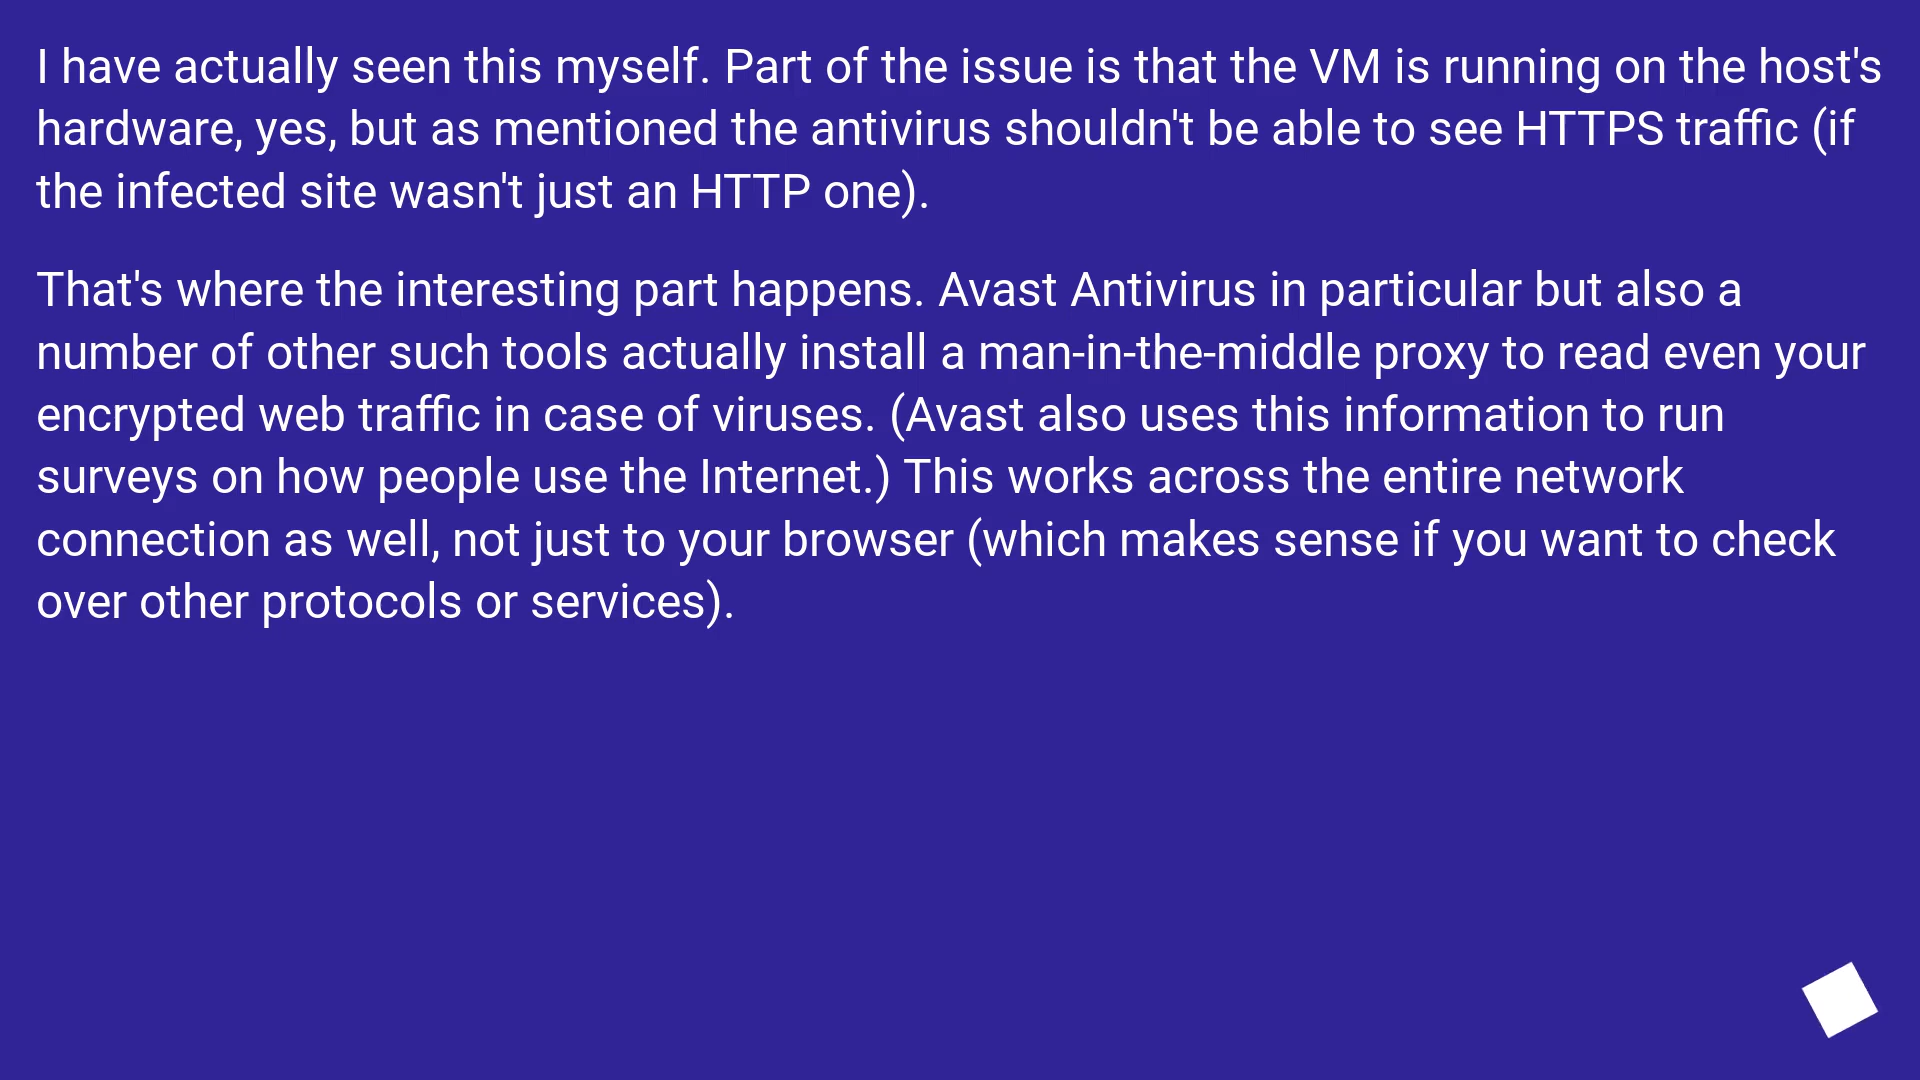 I have actually seen this myself. Part of the issue is that the VM is running on the host's
hardware, yes, but as mentioned the antivirus shouldn't be able to see HTTPS traffic (if
the infected site wasn't just an HTTP one).
That's where the interesting part happens. Avast Antivirus in particular but also a
number of other such tools actually install a man-in-the-middle proxy to read even your
encrypted web traffic in case of viruses. (Avast also uses this information to run
surveys on how people use the Internet.) This works across the entire network
connection as well, not just to your browser (which makes sense if you want to check
over other protocols or services).